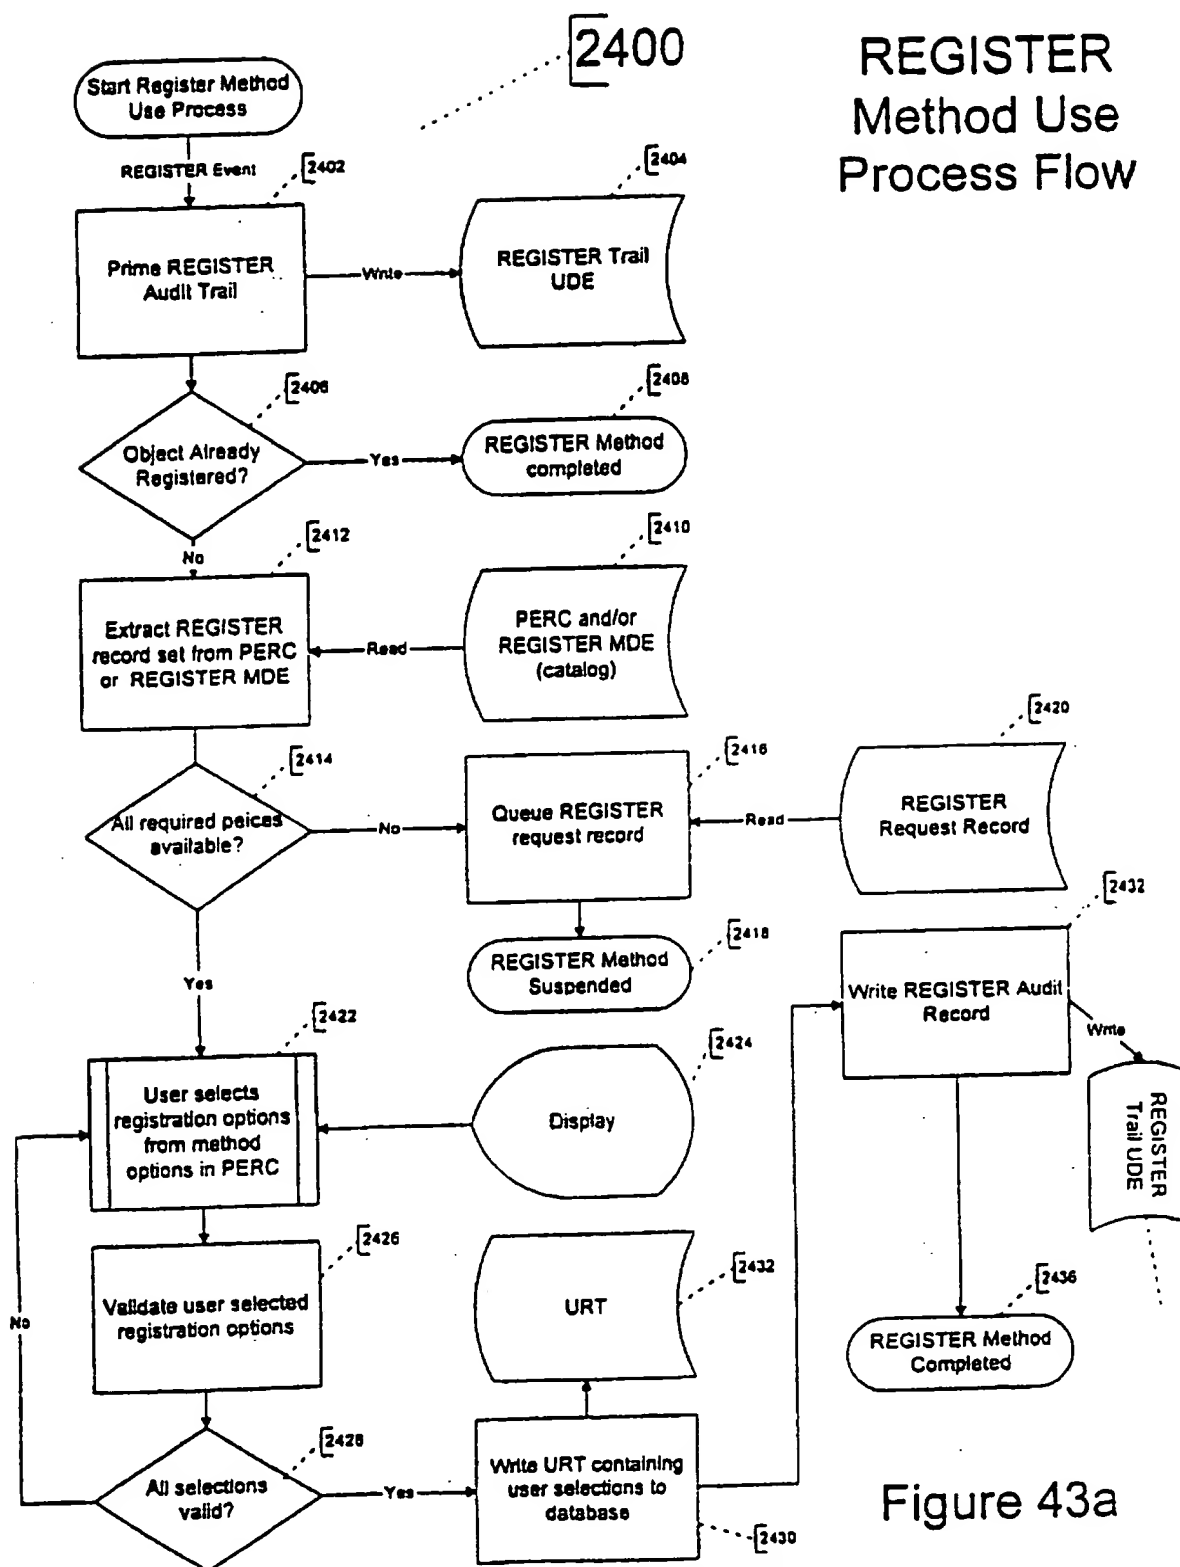 2400
REGISTER
Method Use
Process Flow
Start Register Method
Use Process
REGISTER Event
2402
2404
Prime REGISTER
Audit Trail
Write
REGISTER Trail
UDE
2406
2408
Object Already
Registered?
Yes
REGISTER Method
completed
No
2412
2410
Extract REGISTER
record set from PERC
or REGISTER MDE
Read
PERC and/or
REGISTER MDE
(catalog)
2414
2416
2420
All required peices
available?
No
Queue REGISTER
request record
Read
REGISTER
Request Record
2418
REGISTER Method
Suspended
2432
Write REGISTER Audit
Record
Write
REGISTER
Trail UDE
Yes
2422
2424
User selects
registration options
from method
options in PERC
Display
2426
2432
Validate user selected
registration options
URT
No
2436
REGISTER Method
Completed
2428
All selections
valid?
Yes
Write URT containing
user selections to
database
2430
Figure 43a